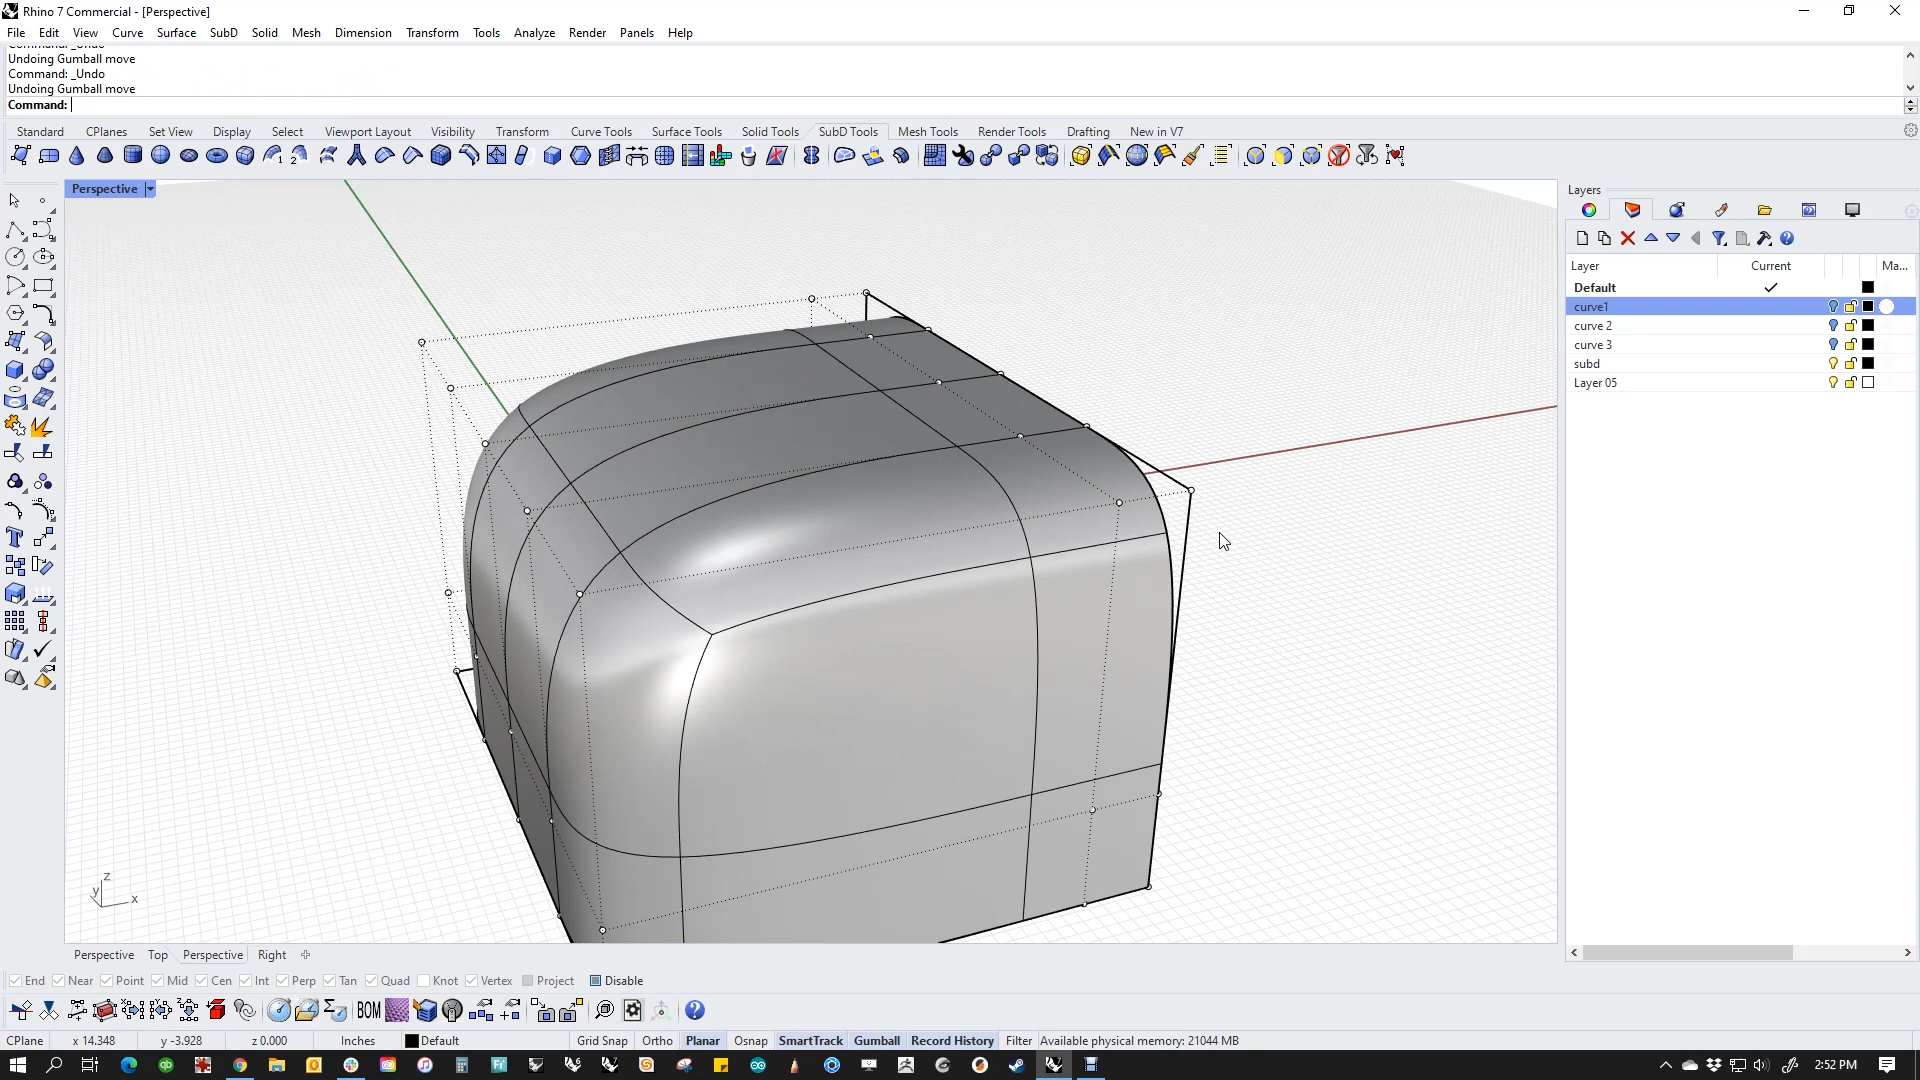 Rhino 7 Commercial - [Perspective]
File Edit View Curve Surface SubD Solid Mesh Dimension Transform Tools Analyze Render Panels Help
Command: _Undo
Undoing Gumball move
Command: _Undo
Undoing Gumball move
Command:
Standard CPlanes Set View Display Select Viewport Layout Visibility Transform Curve Tools Surface Tools Solid Tools SubD Tools Mesh Tools Render Tools Drafting New in V7
Perspective
Layers
Layer Current Ma...
Default
curve1
curve 2
curve 3
subd
Layer 05
z
y
x
Perspective Top Perspective Right
End Near Point Mid Cen Int Perp Tan Quad Knot Vertex Project Disable
BOM
CPlane x 14.348 y -3.928 z 0.000 Inches Default Grid Snap Ortho Planar Osnap SmartTrack Gumball Record History Filter Available physical memory: 21044 MB
2:52 PM